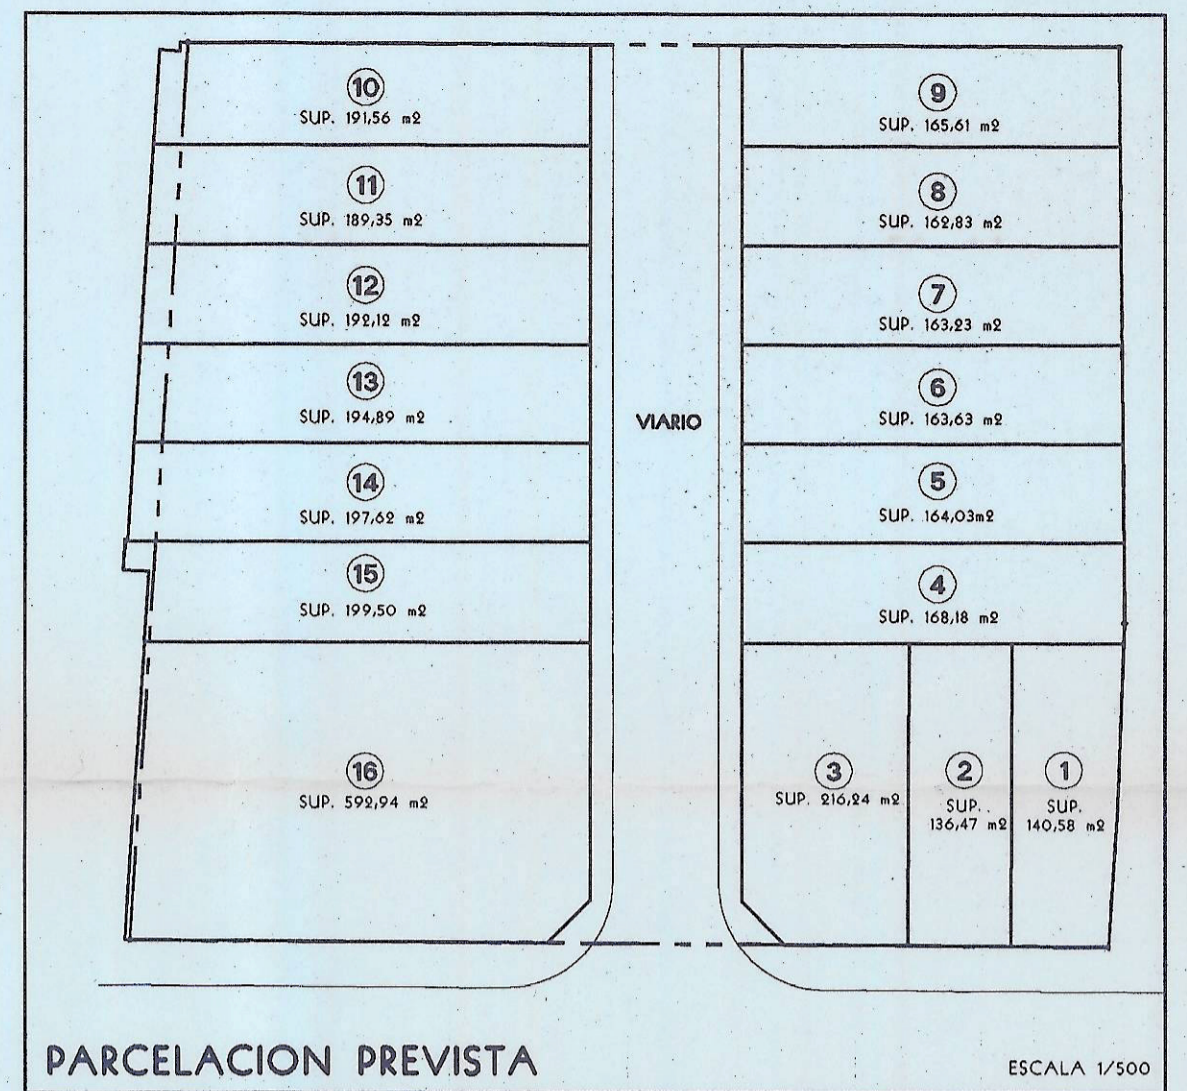 10
SUP. 191,56 m2
11
SUP. 189,35 m2
12
SUP. 192,12 m2
13
SUP. 194,89 m2
14
SUP. 197,62 m2
15
SUP. 199,50 m2
16
SUP. 592,94 m2
VIARIO
9
SUP. 165,61 m2
8
SUP. 162,83 m2
7
SUP. 163,23 m2
6
SUP. 163,63 m2
5
SUP. 164,03m2
4
SUP. 168,18 m2
3
SUP. 216,24 m2
2
SUP.
136,47 m2
1
SUP.
140,58 m2
PARCELACION PREVISTA
ESCALA 1/500